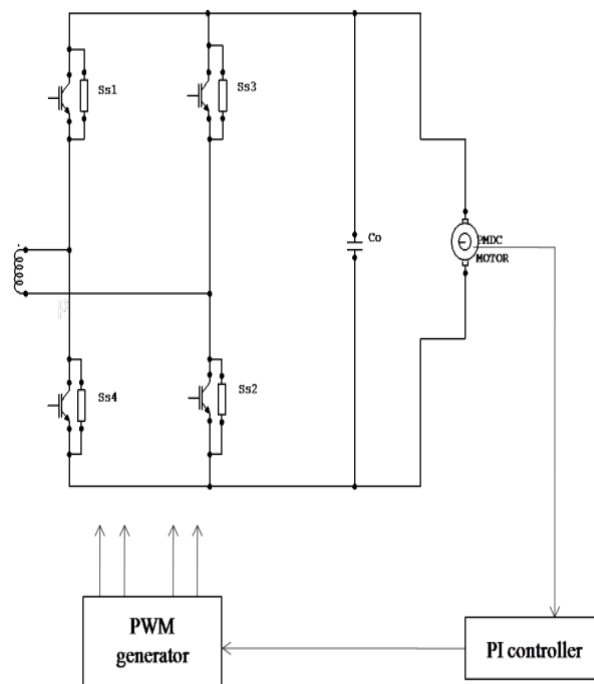 Ss1
Ss3
Co
PMDC
MOTOR
Ss4
Ss2
PWM
generator
PI controller